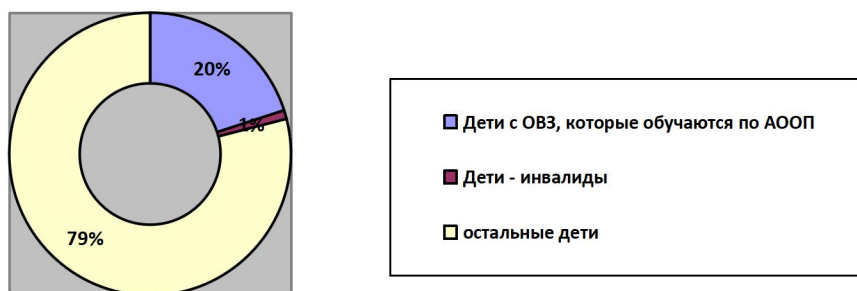 20%
1%
79%
Дети с ОВЗ, которые обучаются по АООП
Дети - инвалиды
остальные дети